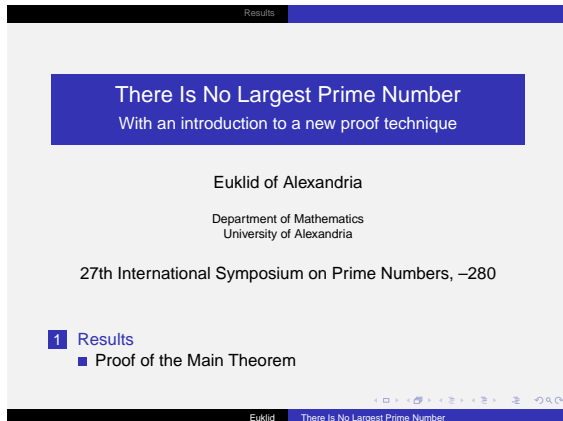 Results
There Is No Largest Prime Number
With an introduction to a new proof technique
Euklid of Alexandria
Department of Mathematics
University of Alexandria
27th International Symposium on Prime Numbers, –280
1 Results
Proof of the Main Theorem
Euklid There Is No Largest Prime Number